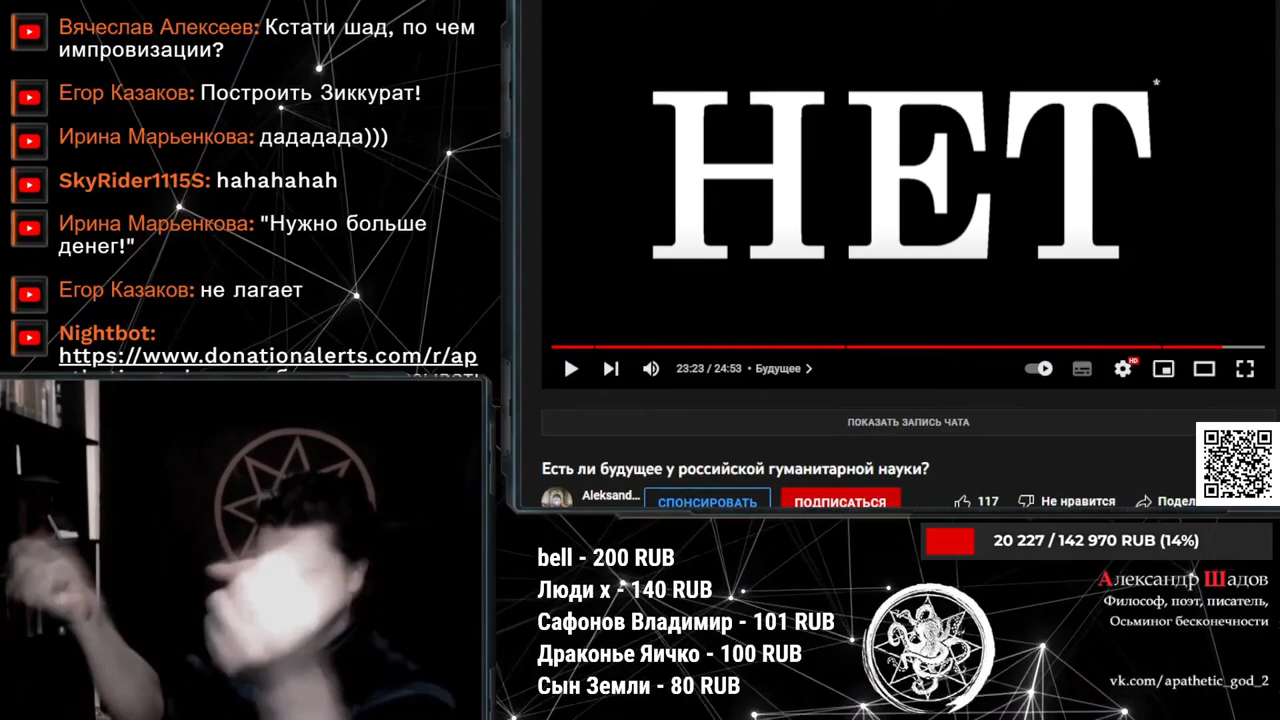 Вячеслав Алексеев: Кстати шад, по чем
импровизации?
Егор Казаков: Построить Зиккурат!
Ирина Марьенкова: дадададa)))
SkyRider1115S: hahahahah
Ирина Марьенкова: "Нужно больше
денег!"
Егор Казаков: не лагает
Nightbot:
https://www.donationalerts.com/r/ap
НЕТ*
23:23 / 24:53 • Будущее
HD
ПОКАЗАТЬ ЗАПИСЬ ЧАТА
Есть ли будущее у российской гуманитарной науки?
Aleksand...
СПОНСИРОВАТЬ
ПОДПИСАТЬСЯ
117
Не нравится
Подел
bell - 200 RUB
Люди х - 140 RUB
Сафонов Владимир - 101 RUB
Драконье Яичко - 100 RUB
Сын Земли - 80 RUB
20 227 / 142 970 RUB (14%)
Александр Шадов
Философ, поэт, писатель,
Осьминог бесконечности
vk.com/apathetic_god_2